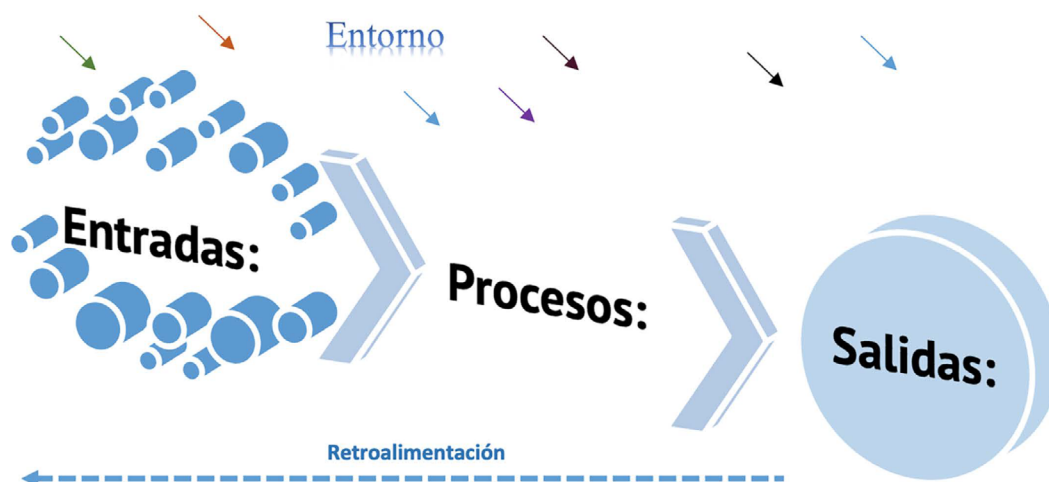 Entorno
Entradas:
Procesos:
Salidas:
Retroalimentación